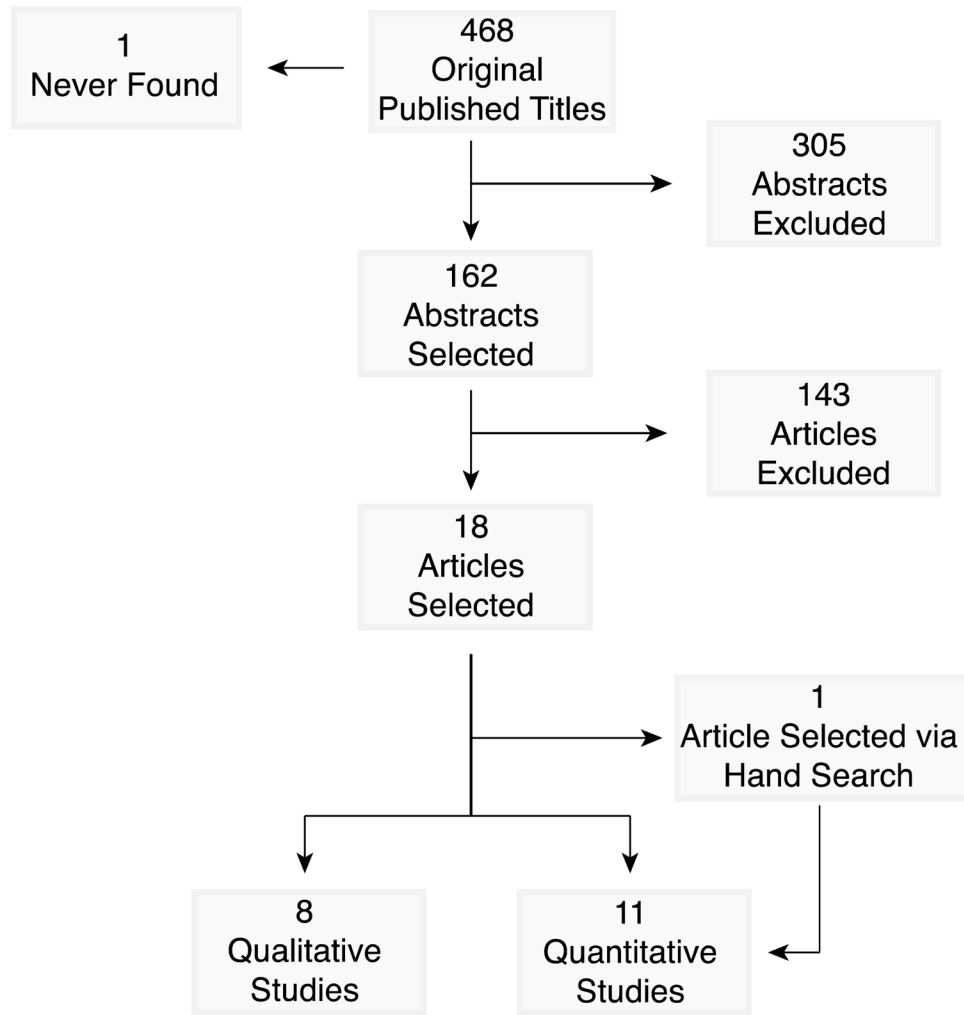 1
Never Found
468
Original
Published Titles
305
Abstracts
Excluded
162
Abstracts
Selected
143
Articles
Excluded
18
Articles
Selected
1
Article Selected via
Hand Search
8
Qualitative
Studies
11
Quantitative
Studies